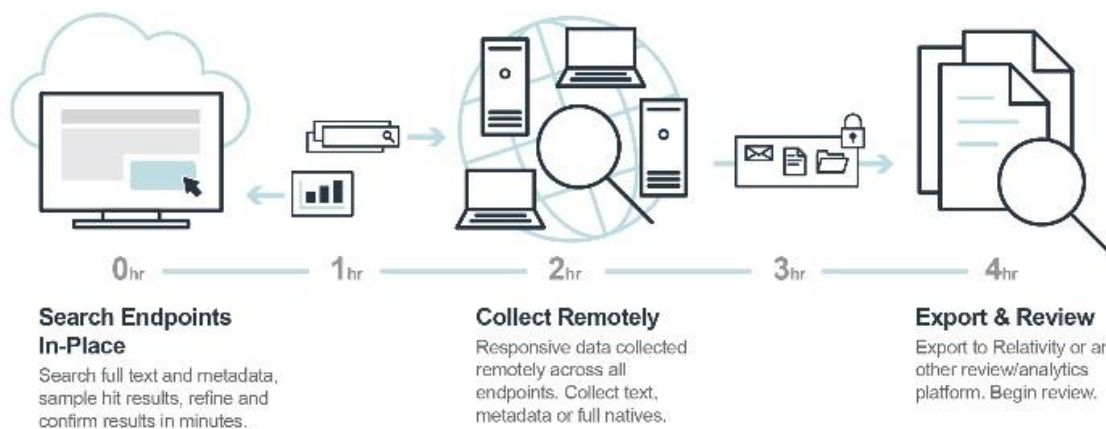 0hr 1hr 2hr 3hr 4hr
Search Endpoints
In-Place
Search full text and metadata,
sample hit results, refine and
confirm results in minutes.
Collect Remotely
Responsive data collected
remotely across all
endpoints. Collect text,
metadata or full natives.
Export & Review
Export to Relativity or
other review/analytics
platform. Begin review.